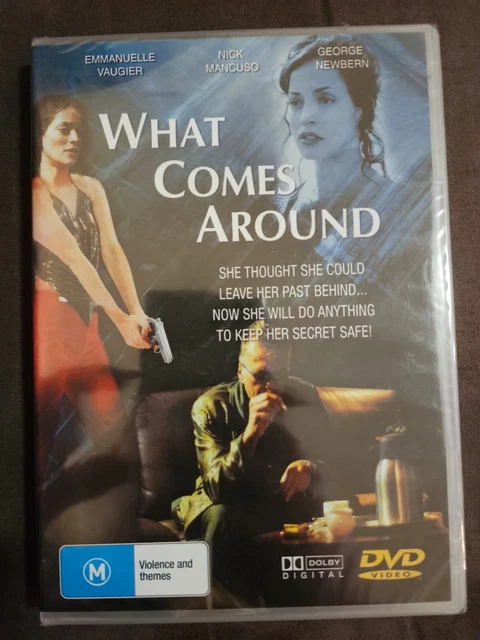 EMMANUELLE
VAUGIER
NICK
MANCUSO
GEORGE
NEWBERN
WHAT
COMES
AROUND
SHE THOUGHT SHE COULD
LEAVE HER PAST BEHIND...
NOW SHE WILL DO ANYTHING
TO KEEP HER SECRET SAFE!
M
Violence and
themes
DOLBY
DIGITAL
DVD
VIDEO